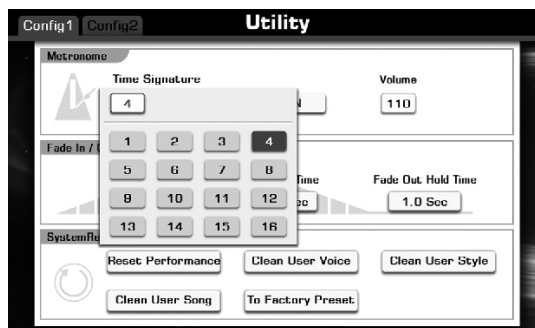 Config1 Config2 Utility
Metronome
Time Signature Volume
4 110
Fade In /
1 2 3 4
5 6 7 8
Time Fade Out Hold Time
9 10 11 12
1.0 Sec
13 14 15 16
Reset Performance Clean User Voice Clean User Style
Clean User Song To Factory Preset